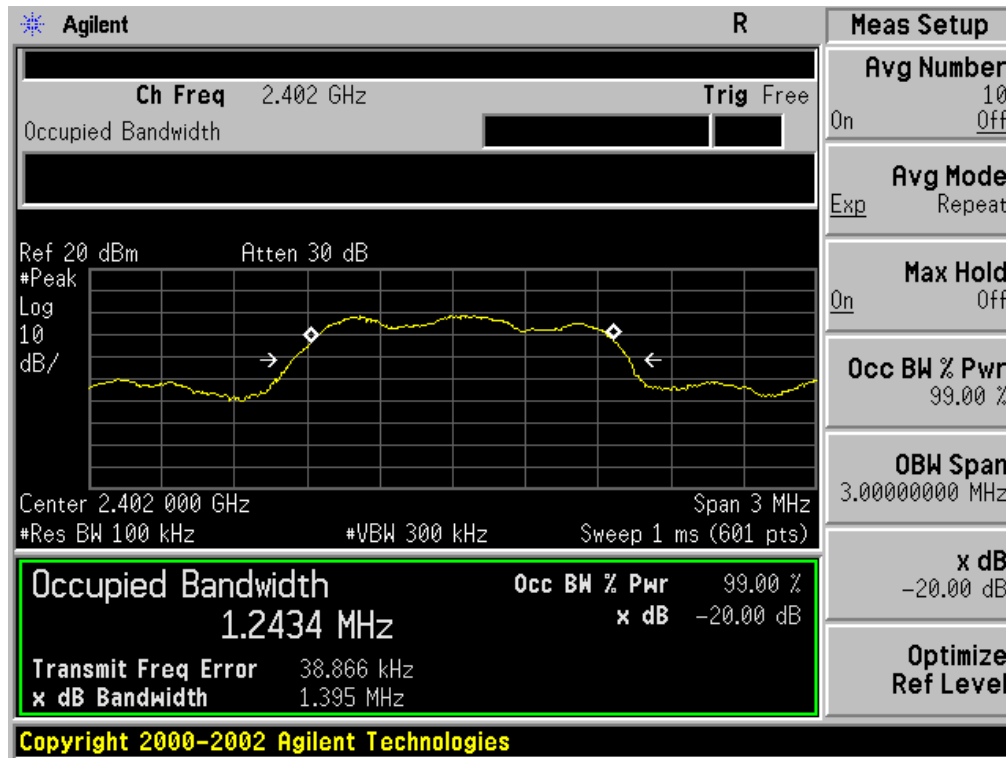 Agilent R
Ch Freq 2.402 GHz Trig Free
Occupied Bandwidth
Ref 20 dBm Atten 30 dB
#Peak
Log
10
dB/
Center 2.402 000 GHz Span 3 MHz
#Res BW 100 kHz #VBW 300 kHz Sweep 1 ms (601 pts)
Occupied Bandwidth Occ BW % Pwr 99.00 %
1.2434 MHz x dB -20.00 dB
Transmit Freq Error 38.866 kHz
x dB Bandwidth 1.395 MHz
Copyright 2000-2002 Agilent Technologies
Meas Setup
Avg Number
10
On Off
Avg Mode
Exp Repeat
Max Hold
On Off
Occ BW % Pwr
99.00 %
OBW Span
3.00000000 MHz
x dB
-20.00 dB
Optimize
Ref Level